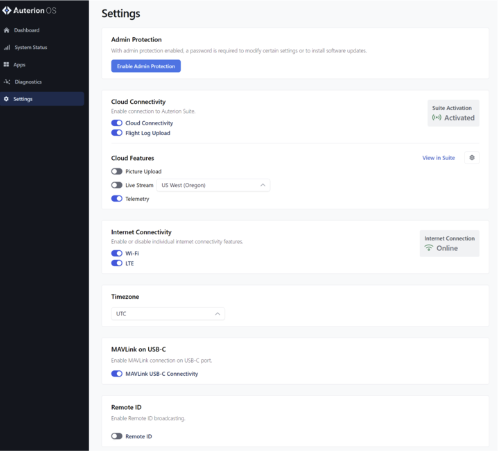 Auterion OS
Dashboard
System Status
Apps
Diagnostics
Settings
Settings
Admin Protection
With admin protection enabled, a password is required to modify certain settings or to install software updates.
Enable Admin Protection
Cloud Connectivity
Enable connection to Auterion Suite.
Cloud Connectivity
Flight Log Upload
Suite Activation
Activated
Cloud Features
View in Suite
Picture Upload
Live Stream US West (Oregon)
Telemetry
Internet Connectivity
Enable or disable individual internet connectivity features.
Wi-Fi
LTE
Internet Connection
Online
Timezone
UTC
MAVLink on USB-C
Enable MAVLink connection on USB-C port.
MAVLink USB-C Connectivity
Remote ID
Enable Remote ID broadcasting.
Remote ID